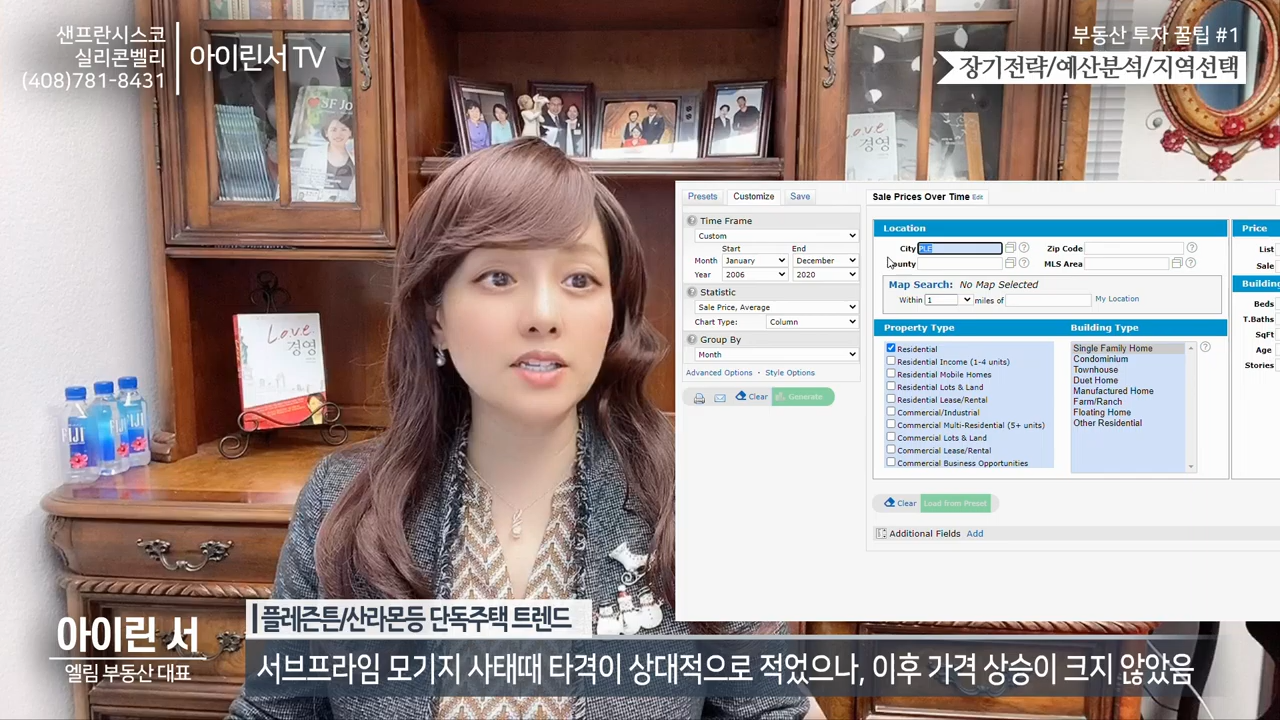 샌프란시스코
실리콘벨리
(408)781-8431
아이린서 TV
부동산 투자 꿀팁 #1
장기전략/예산분석/지역선택
SF Jo
Love
경영
Love
경영
FIJI
FIJI
FIJI
Presets
Customize
Save
Time Frame
Custom
Start
End
Month
January
December
Year
2006
2020
Statistic
Sale Price, Average
Chart Type:
Column
Group By
Month
Advanced Options · Style Options
Clear
Generate
Sale Prices Over Time Edit
Location
City PLE
Zip Code
ounty
MLS Area
Map Search: No Map Selected
Within 1 miles of
My Location
Property Type
Building Type
Residential
Residential Income (1-4 units)
Residential Mobile Homes
Residential Lots & Land
Residential Lease/Rental
Commercial/Industrial
Commercial Multi-Residential (5+ units)
Commercial Lots & Land
Commercial Lease/Rental
Commercial Business Opportunities
Single Family Home
Condominium
Townhouse
Duet Home
Manufactured Home
Farm/Ranch
Floating Home
Other Residential
Clear
Load from Preset
Additional Fields Add
Price
List
Sale
Building
Beds
T.Baths
SqFt
Age
Stories
아이린 서
엘림 부동산 대표
플레즌튼/산라몬등 단독주택 트렌드
서브프라임 모기지 사태때 타격이 상대적으로 적었으나, 이후 가격 상승이 크지 않았음